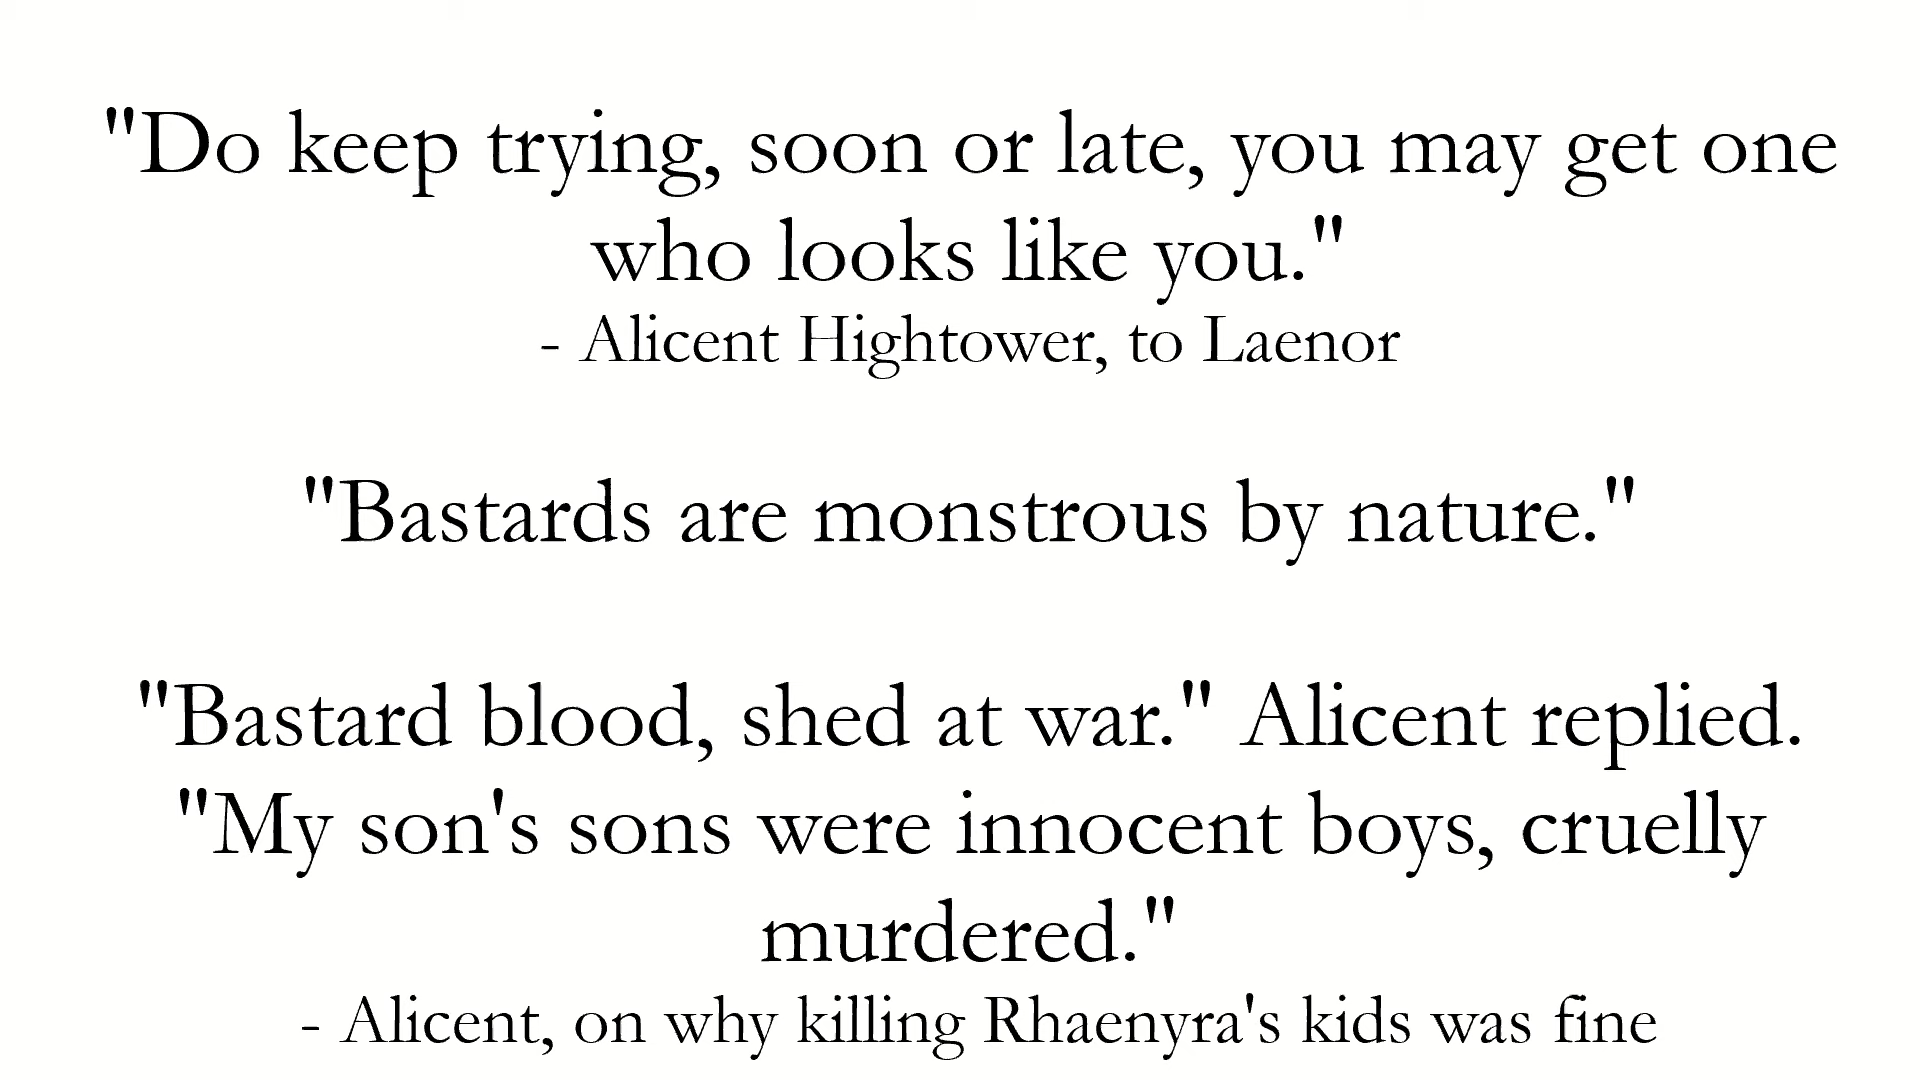 "Do keep trying, soon or late, you may get one
who looks like you."
- Alicent Hightower, to Laenor
"Bastards are monstrous by nature."
"Bastard blood, shed at war." Alicent replied.
"My son's sons were innocent boys, cruelly
murdered."
- Alicent, on why killing Rhaenyra's kids was fine